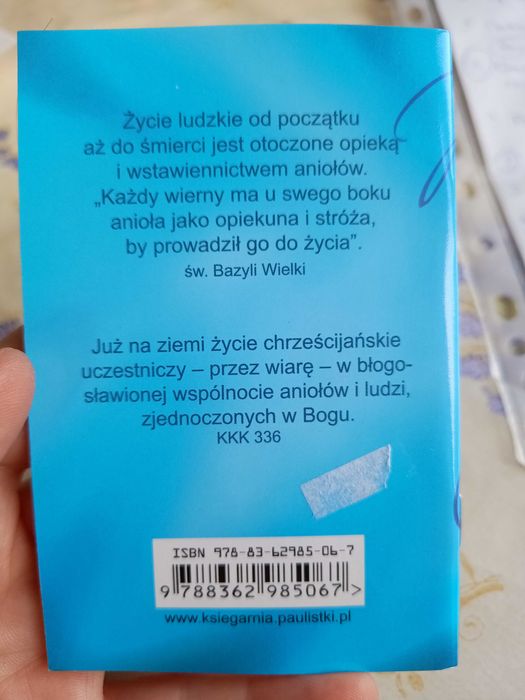 Życie ludzkie od początku
aż do śmierci jest otoczone opieką
i wstawiennictwem aniołów.
„Każdy wierny ma u swego boku
anioła jako opiekuna i stróża,
by prowadził go do życia”.
św. Bazyli Wielki
Już na ziemi życie chrześcijańskie
uczestniczy – przez wiarę – w błogo-
sławionej wspólnocie aniołów i ludzi,
zjednoczonych w Bogu.
KKK 336
ISBN 978-83-62985-06-7
9 788362 985067 >
www.ksiegarnia.paulistki.pl